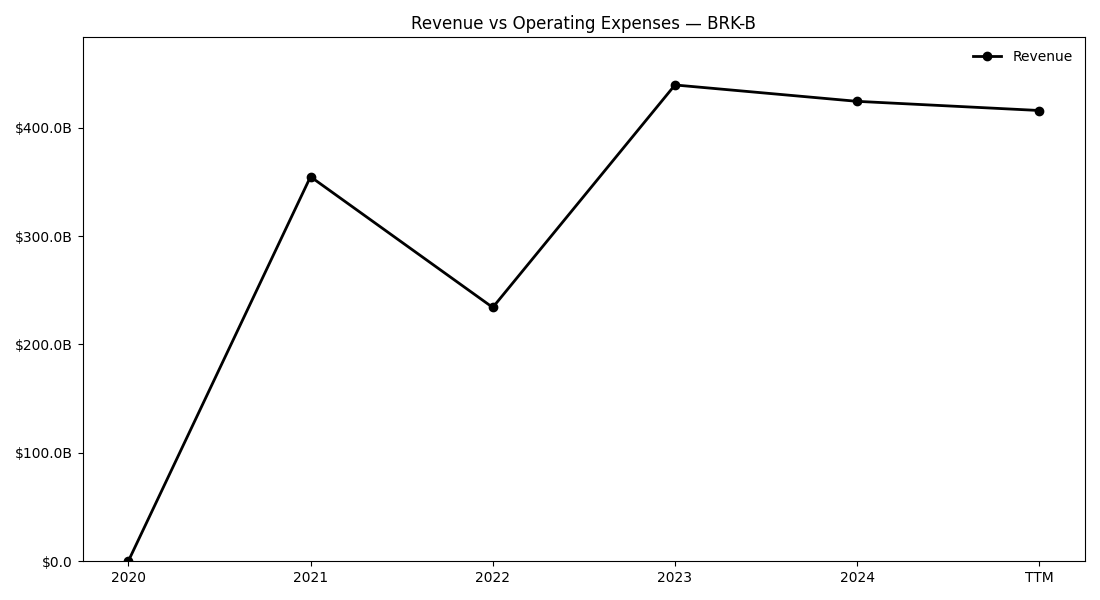 Revenue vs Operating Expenses — BRK-B
Revenue
$400.0B
$300.0B
$200.0B
$100.0B
$0.0
2020 2021 2022 2023 2024 TTM